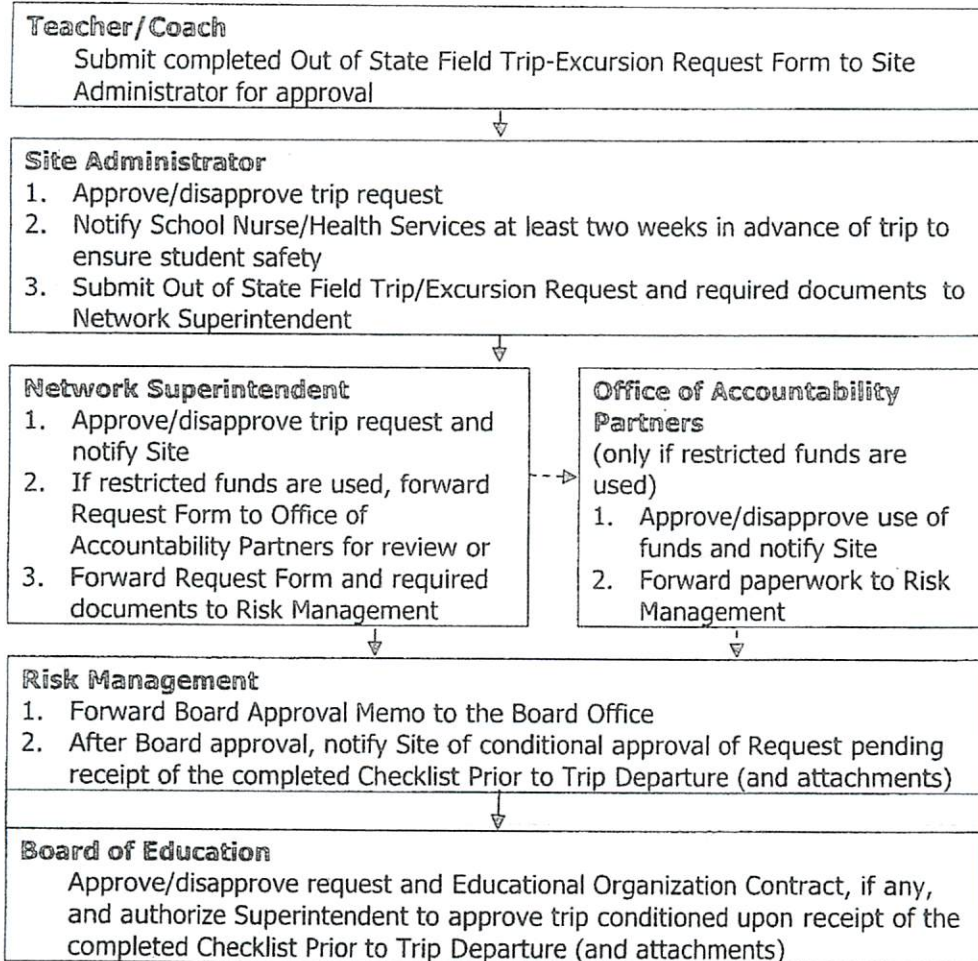 Teacher/Coach
Submit completed Out of State Field Trip-Excursion Request Form to Site
Administrator for approval
Site Administrator
1. Approve/disapprove trip request
2. Notify School Nurse/Health Services at least two weeks in advance of trip to
ensure student safety
3. Submit Out of State Field Trip/Excursion Request and required documents to
Network Superintendent
Network Superintendent
1. Approve/disapprove trip request and
notify Site
2. If restricted funds are used, forward
Request Form to Office of
Accountability Partners for review or
3. Forward Request Form and required
documents to Risk Management
Office of Accountability
Partners
(only if restricted funds are
used)
1. Approve/disapprove use of
funds and notify Site
2. Forward paperwork to Risk
Management
Risk Management
1. Forward Board Approval Memo to the Board Office
2. After Board approval, notify Site of conditional approval of Request pending
receipt of the completed Checklist Prior to Trip Departure (and attachments)
Board of Education
Approve/disapprove request and Educational Organization Contract, if any,
and authorize Superintendent to approve trip conditioned upon receipt of the
completed Checklist Prior to Trip Departure (and attachments)